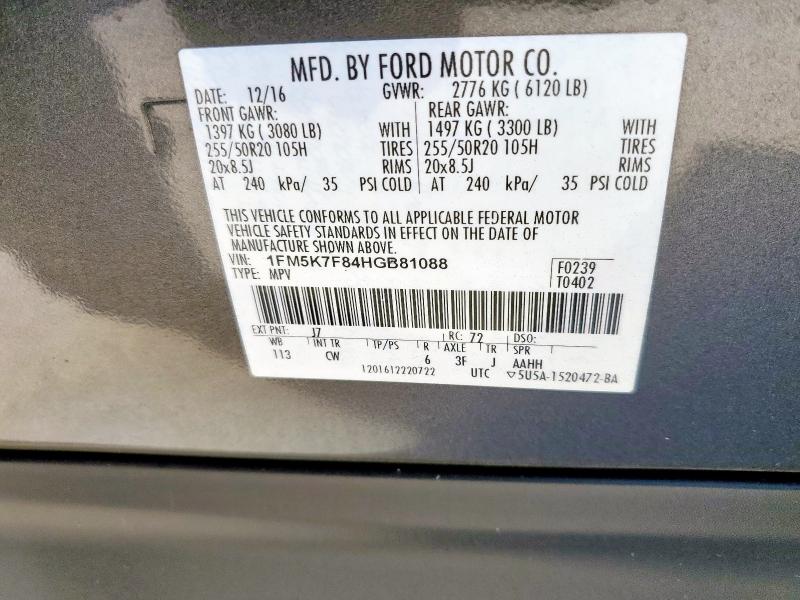 MFD. BY FORD MOTOR CO.
DATE: 12/16 GVWR: 2776 KG ( 6120 LB)
FRONT GAWR: REAR GAWR:
1397 KG ( 3080 LB) WITH 1497 KG ( 3300 LB) WITH
255/50R20 105H TIRES 255/50R20 105H TIRES
20x8.5J RIMS 20x8.5J RIMS
AT 240 kPa/ 35 PSI COLD AT 240 kPa/ 35 PSI COLD
THIS VEHICLE CONFORMS TO ALL APPLICABLE FEDERAL MOTOR
VEHICLE SAFETY STANDARDS IN EFFECT ON THE DATE OF
MANUFACTURE SHOWN ABOVE.
VIN: 1FM5K7F84HGB81088 F0239
TYPE: MPV T0402
EXT PNT: J7 RC: 72 DSO:
WB INT TR TP/PS R AXLE TR SPR
113 CW 6 3F J AAHH
1201612220722 UTC ▽5U5A-1520472-BA